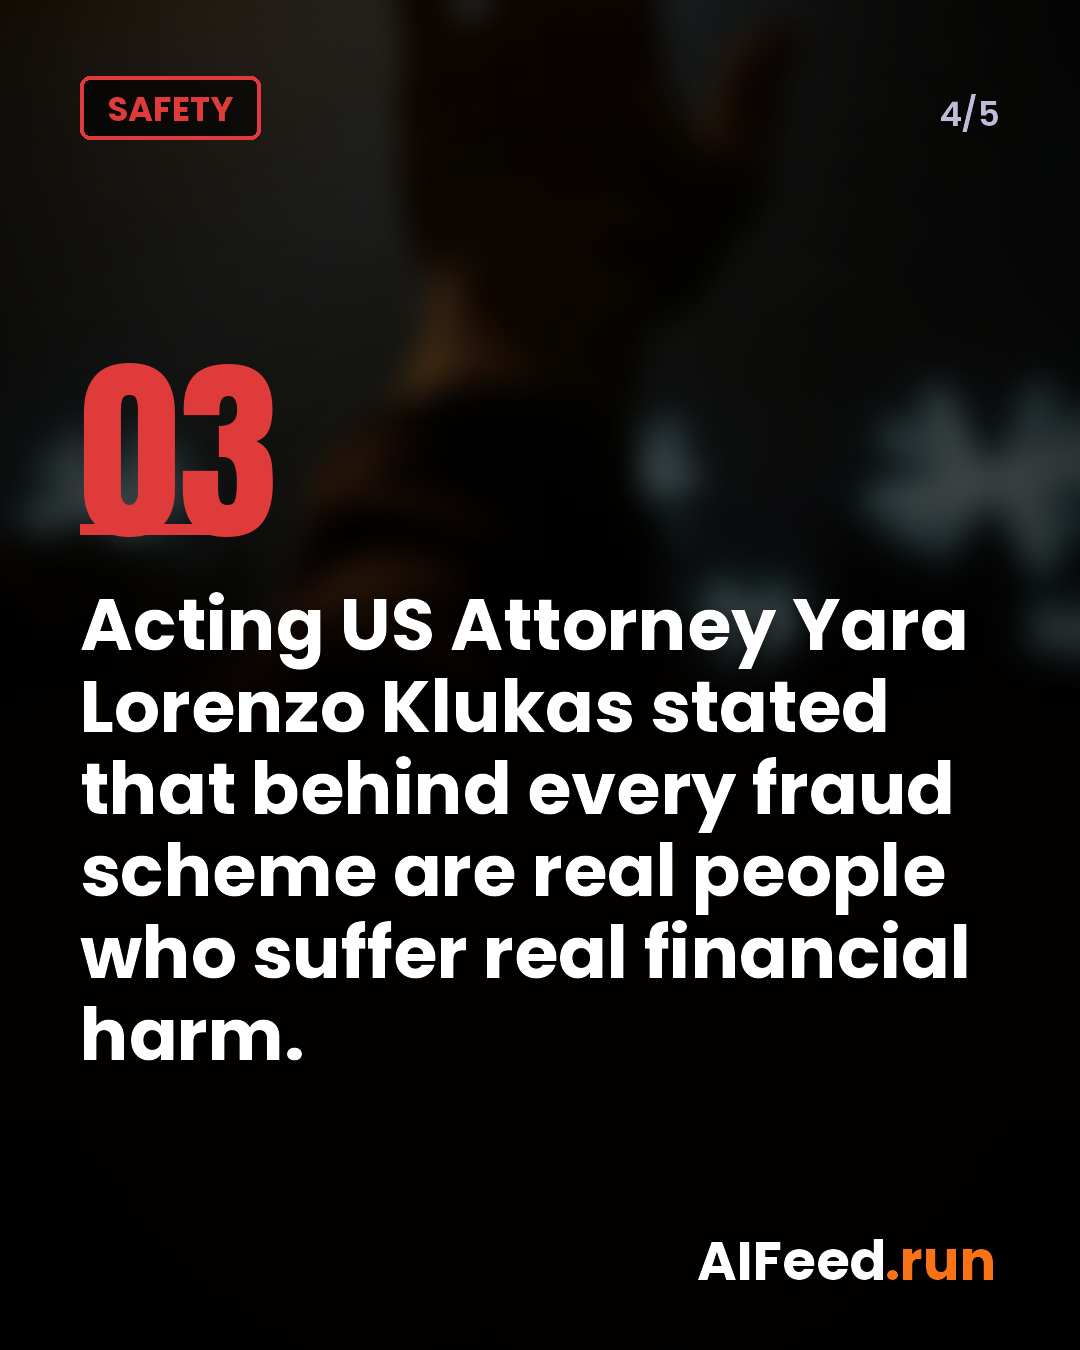 SAFETY
4/5
03
Acting US Attorney Yara
Lorenzo Klukas stated
that behind every fraud
scheme are real people
who suffer real financial
harm.
AIFeed.run